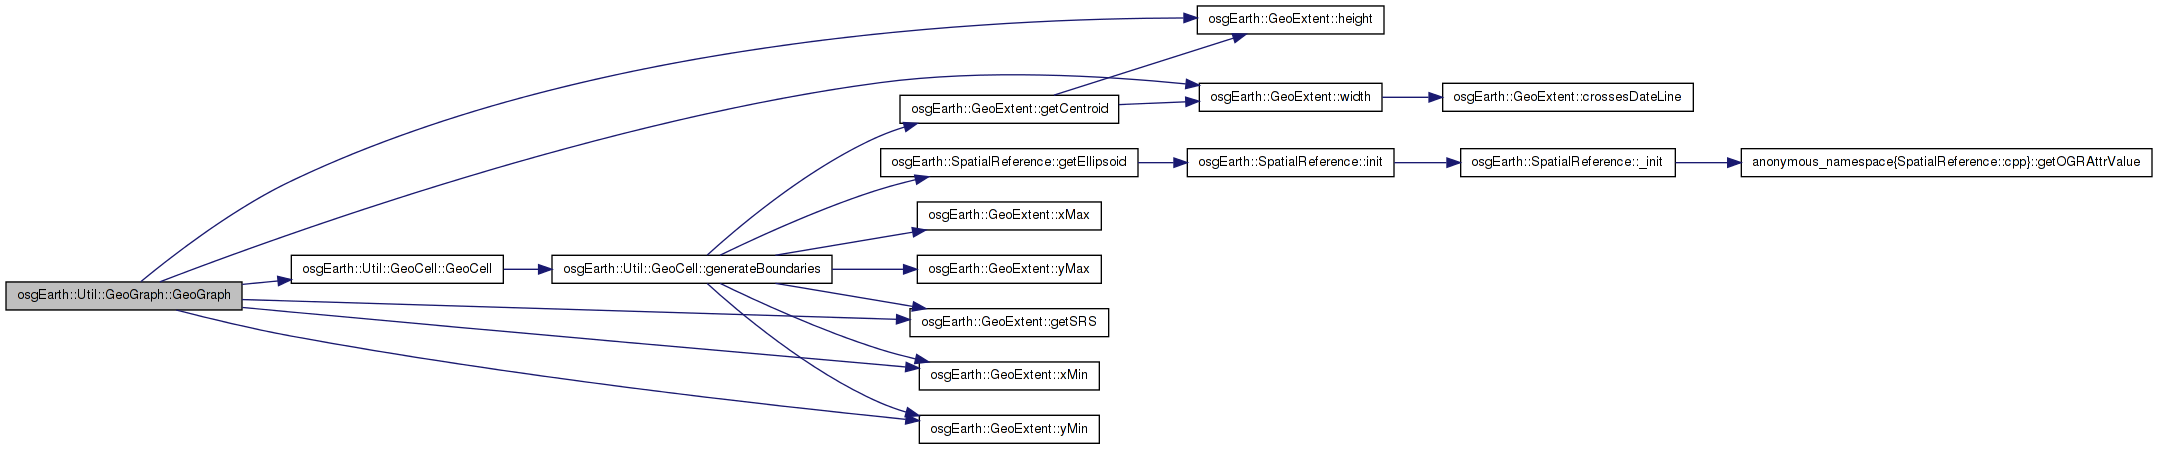 osgEarth::GeoExtent::height
osgEarth::GeoExtent::width
osgEarth::GeoExtent::crossesDateLine
osgEarth::GeoExtent::getCentroid
osgEarth::SpatialReference::getEllipsoid
osgEarth::SpatialReference::init
osgEarth::SpatialReference::_init
anonymous_namespace{SpatialReference::cpp}::getOGRAttrValue
osgEarth::GeoExtent::xMax
osgEarth::Util::GeoCell::GeoCell
osgEarth::Util::GeoCell::generateBoundaries
osgEarth::GeoExtent::yMax
osgEarth::Util::GeoGraph::GeoGraph
osgEarth::GeoExtent::getSRS
osgEarth::GeoExtent::xMin
osgEarth::GeoExtent::yMin